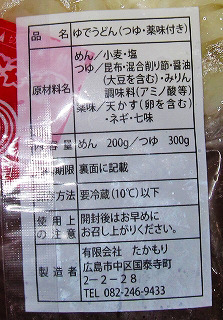 品 名 ゆでうどん(つゆ・薬味付き)
原材料名 めん／小麦・塩
つゆ／昆布・混合削り節・醤油
(大豆を含む)・みりん
調味料(アミノ酸等)
薬味／天かす(卵を含む)
・ネギ・七味
内容量 めん 200g／つゆ 300g
期限 裏面に記載
方法 要冷蔵(10℃)以下
使用上の注意 開封後はお早めに
お召し上がりください。
製造者 有限会社 たかもり
広島市中区国泰寺町
2－2－28
TEL 082-246-9433